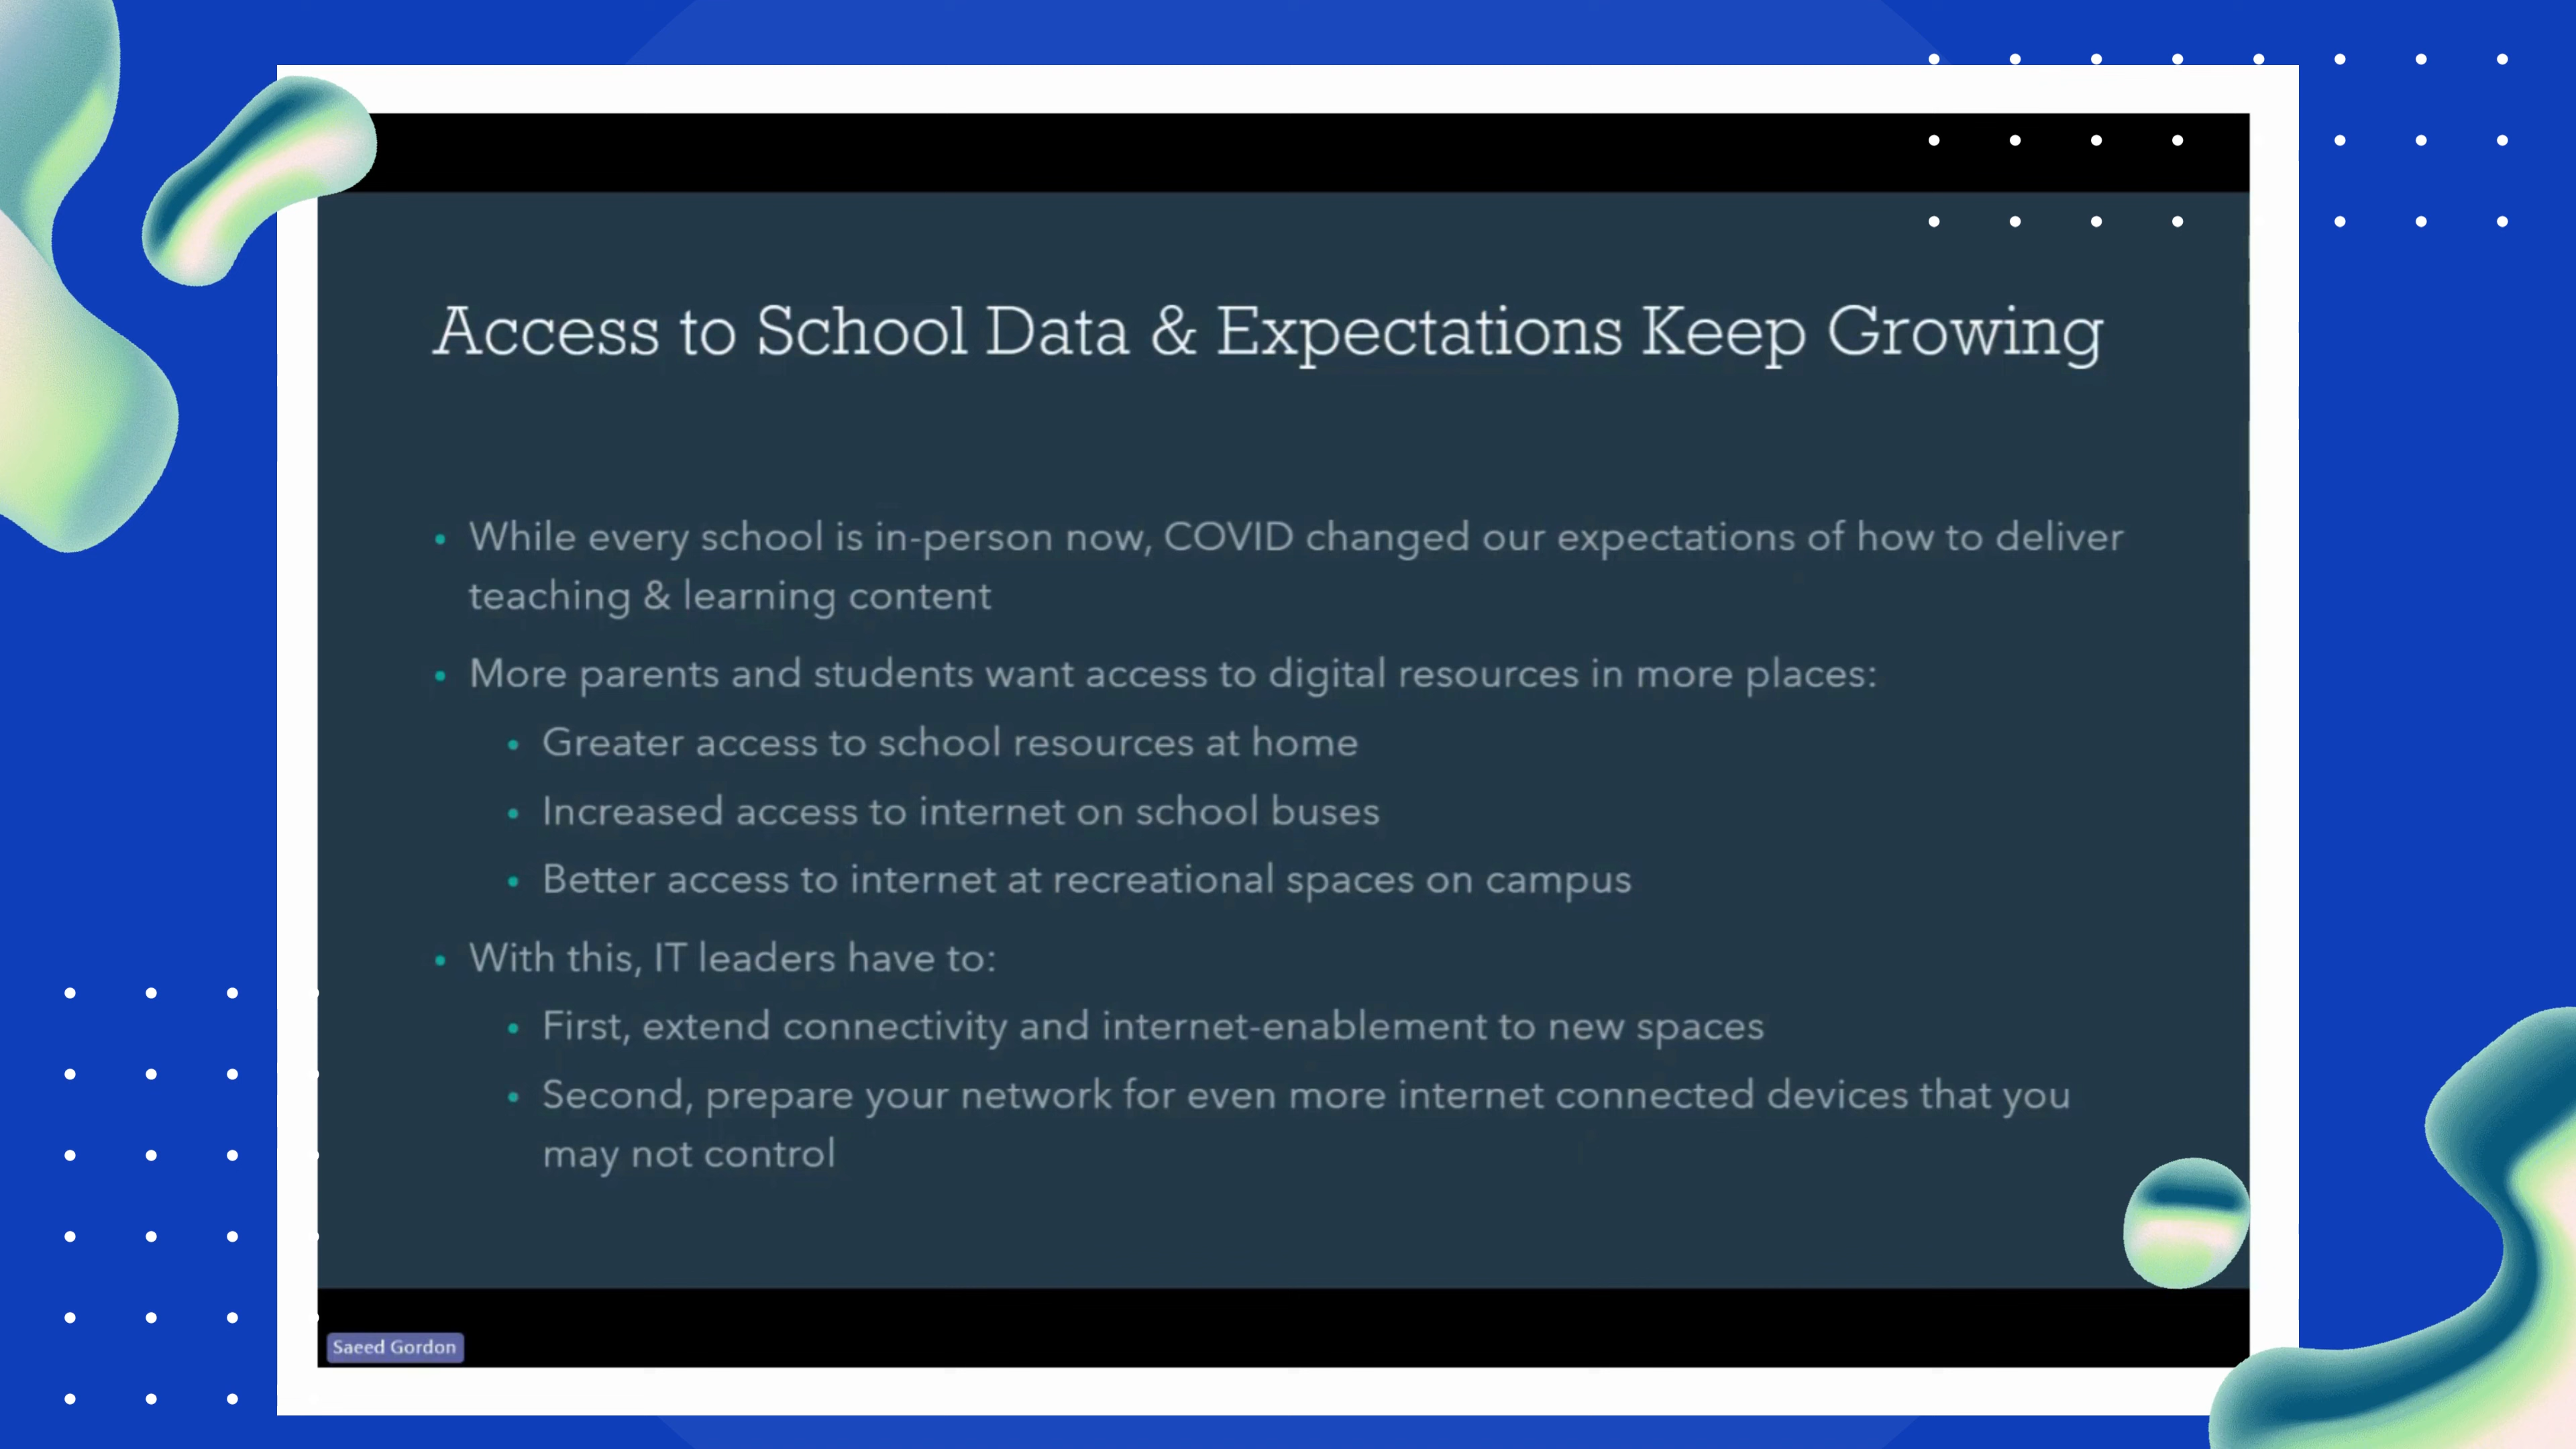 Access to School Data & Expectations Keep Growing
• While every school is in-person now, COVID changed our expectations of how to deliver
teaching & learning content
• More parents and students want access to digital resources in more places:
• Greater access to school resources at home
• Increased access to internet on school buses
• Better access to internet at recreational spaces on campus
• With this, IT leaders have to:
• First, extend connectivity and internet-enablement to new spaces
• Second, prepare your network for even more internet connected devices that you
may not control
Saeed Gordon